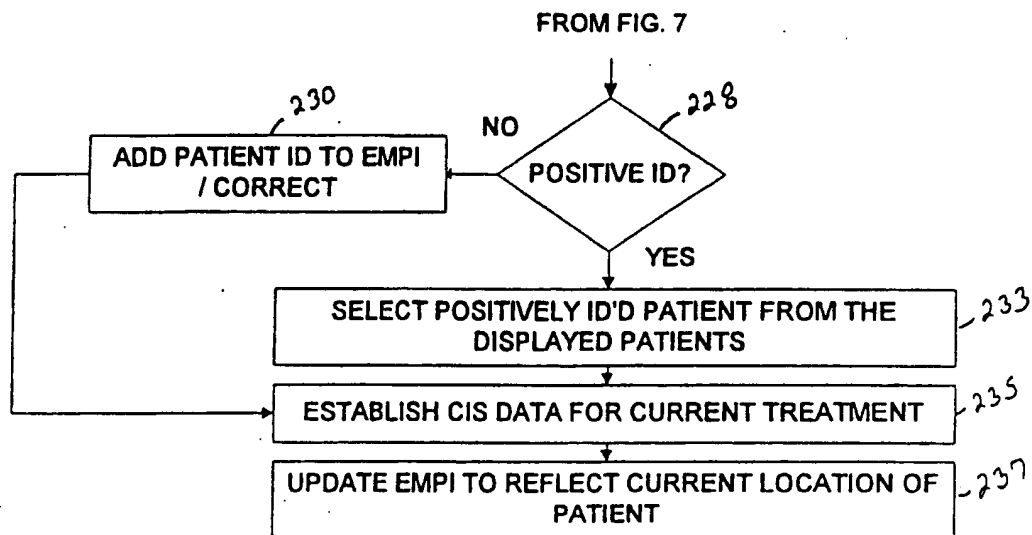 FROM FIG. 7
228
230
NO
ADD PATIENT ID TO EMPI
/ CORRECT
POSITIVE ID?
YES
SELECT POSITIVELY ID'D PATIENT FROM THE
DISPLAYED PATIENTS
233
ESTABLISH CIS DATA FOR CURRENT TREATMENT
235
UPDATE EMPI TO REFLECT CURRENT LOCATION OF
PATIENT
237